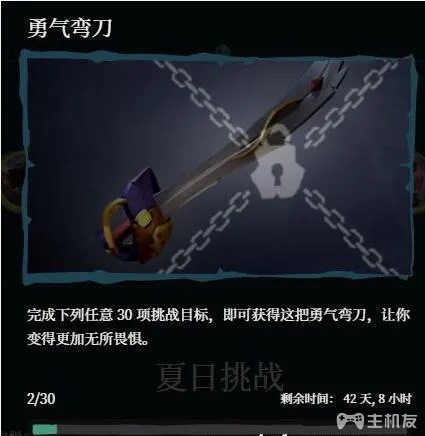 勇气弯刀
完成下列任意 30 项挑战目标，即可获得这把勇气弯刀，让你
变得更加无所畏惧。
夏日挑战
2/30
剩余时间： 42 天, 8 小时
主机友